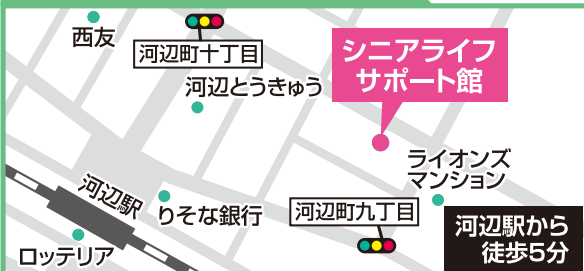 西友
河辺町十丁目
シニアライフ
サポート館
河辺とうきゅう
ライオンズ
マンション
河辺駅
りそな銀行
河辺町九丁目
ロッテリア
河辺駅から
徒歩5分